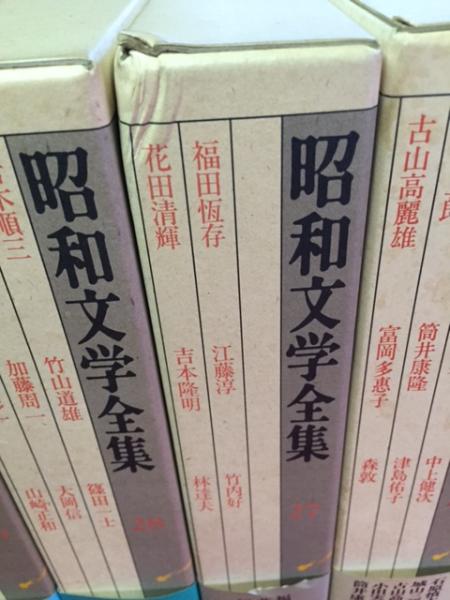 昭和文学全集
竹山道雄
篠田一士
加藤周一
大岡信
山崎正和
28
昭和文学全集
福田恆存
花田清輝
江藤淳
吉本隆明
竹内好
林達夫
27
古山高麗雄
筒井康隆
富岡多恵子
中上健次
津島佑子
森敦